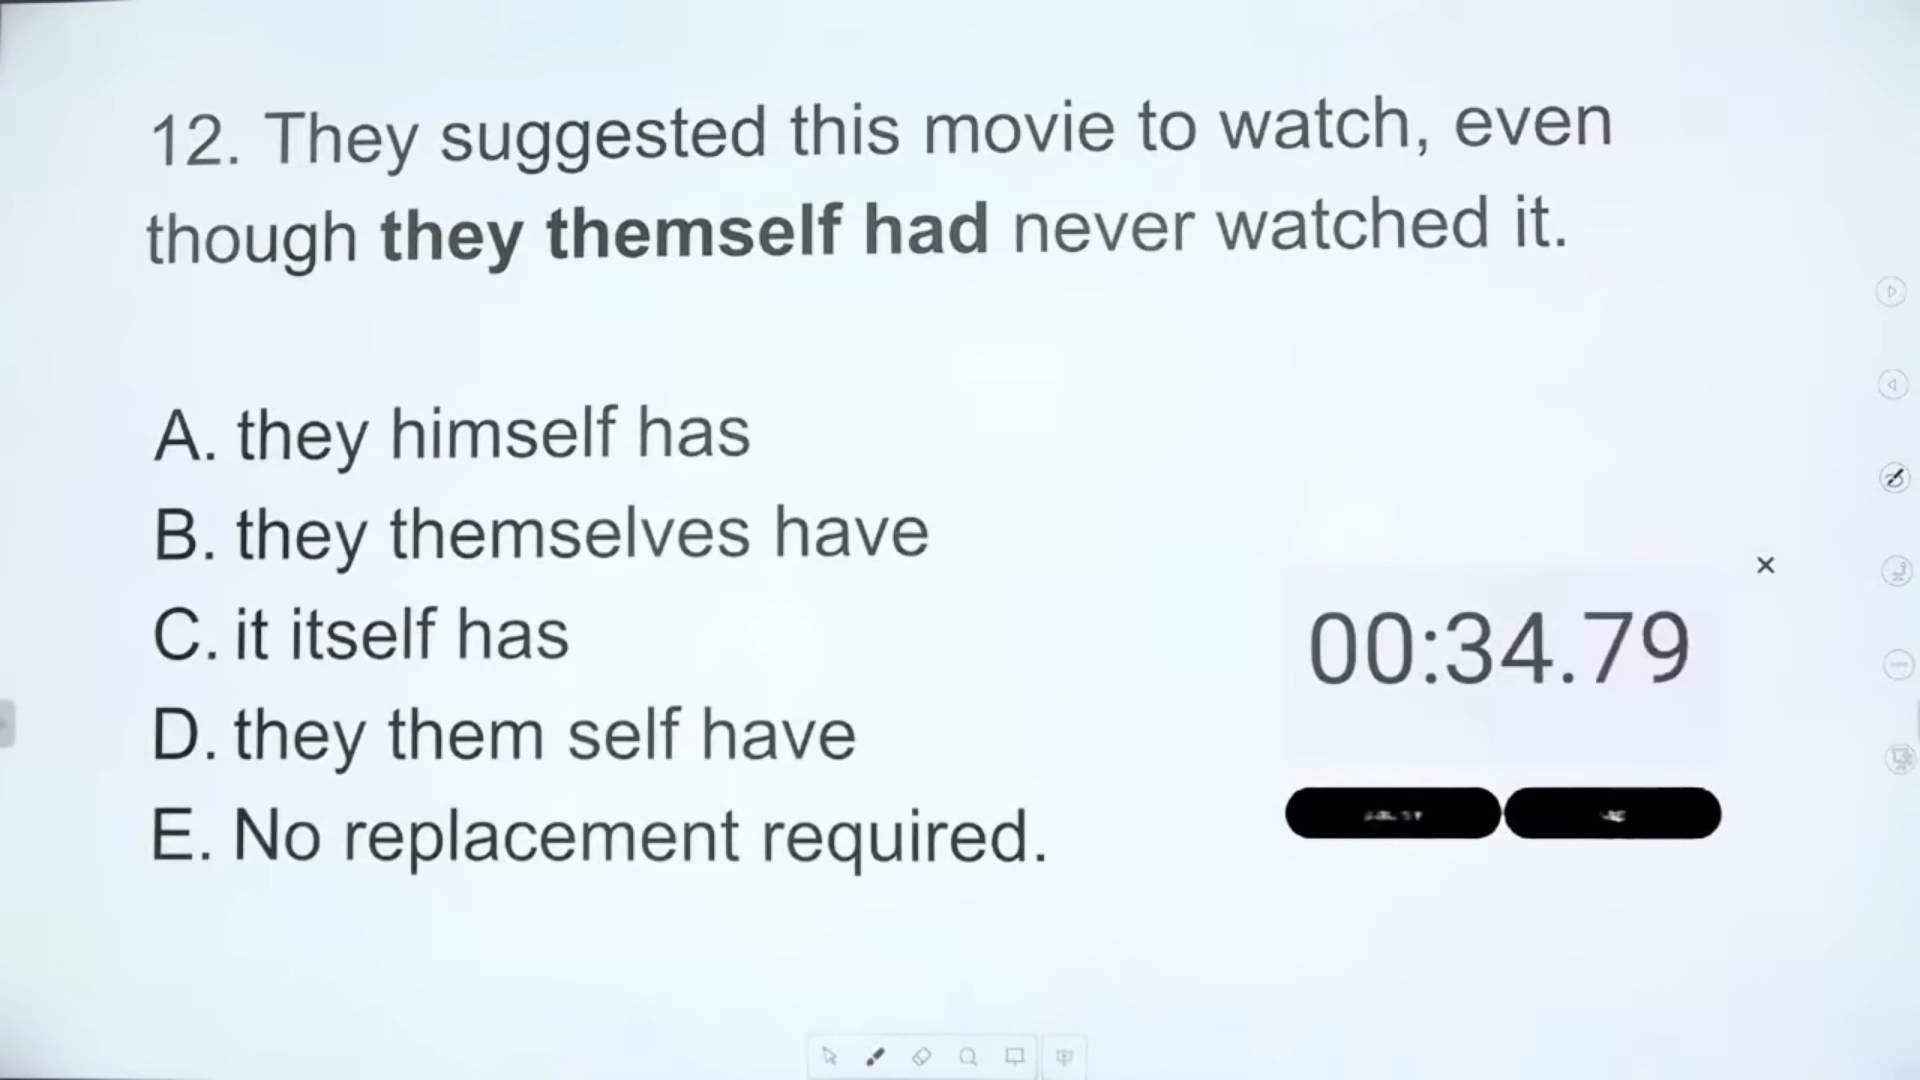 12. They suggested this movie to watch, even
though they themself had never watched it.
A. they himself has
B. they themselves have
C. it itself has
D. they them self have
E. No replacement required.
00:34.79